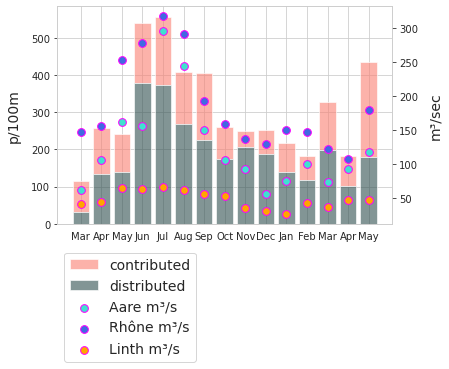 p/100m
m³/sec
500
400
300
200
100
0
300
250
200
150
100
50
Mar Apr May Jun Jul Aug Sep Oct Nov Dec Jan Feb Mar Apr May
contributed
distributed
Aare m³/s
Rhône m³/s
Linth m³/s